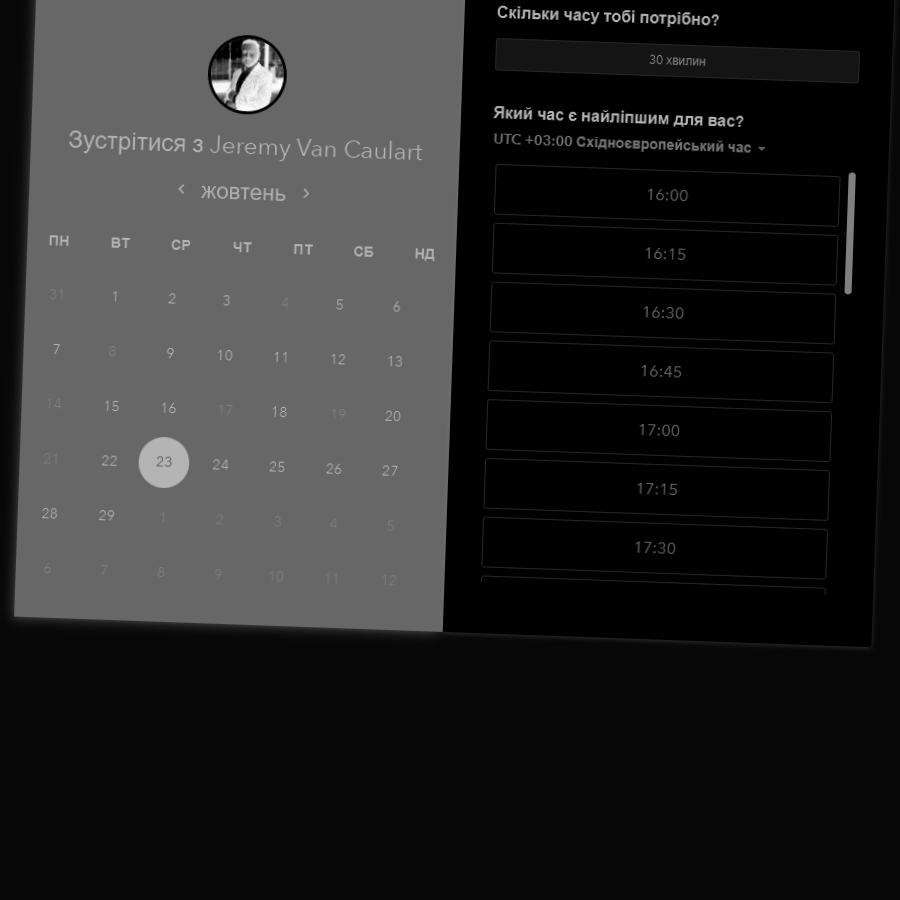 Зустрітися з Jeremy Van Caulart
жовтень
ПН ВТ СР ЧТ ПТ СБ НД
31 1 2 3 4 5 6
7 8 9 10 11 12 13
14 15 16 17 18 19 20
21 22 23 24 25 26 27
28 29 1 2 3 4 5
6 7 8 9 10 11 12
Скільки часу тобі потрібно?
30 хвилин
Який час є найліпшим для вас?
UTC +03:00 Східноєвропейський час
16:00
16:15
16:30
16:45
17:00
17:15
17:30